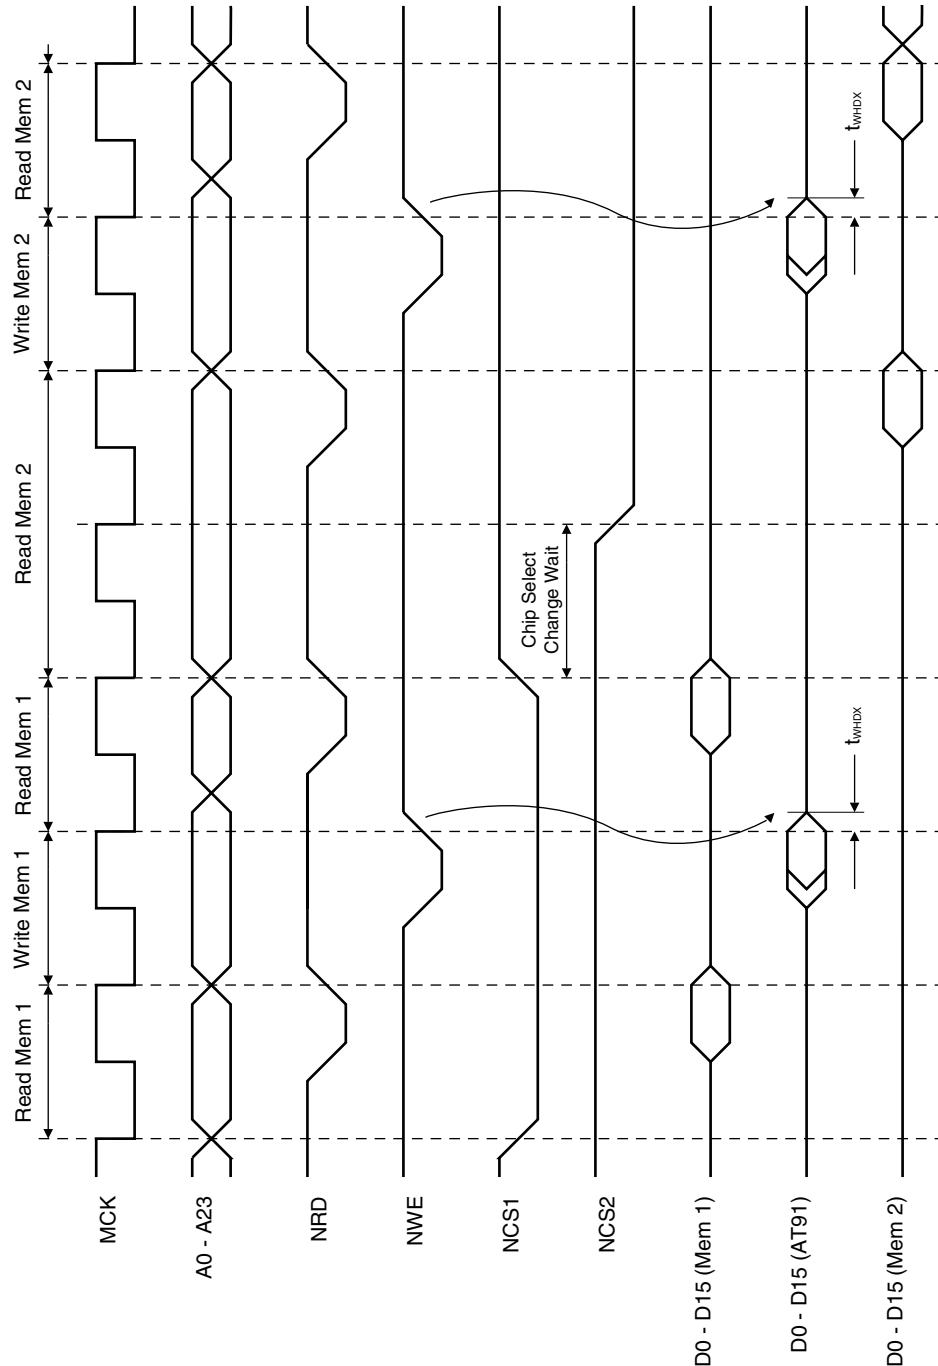 Read Mem 1
Write Mem 1
Read Mem 1
Read Mem 2
Write Mem 2
Read Mem 2
MCK
A0 - A23
NRD
NWE
NCS1
Chip Select
Change Wait
NCS2
D0 - D15 (Mem 1)
D0 - D15 (AT91)
tWHDX
tWHDX
D0 - D15 (Mem 2)